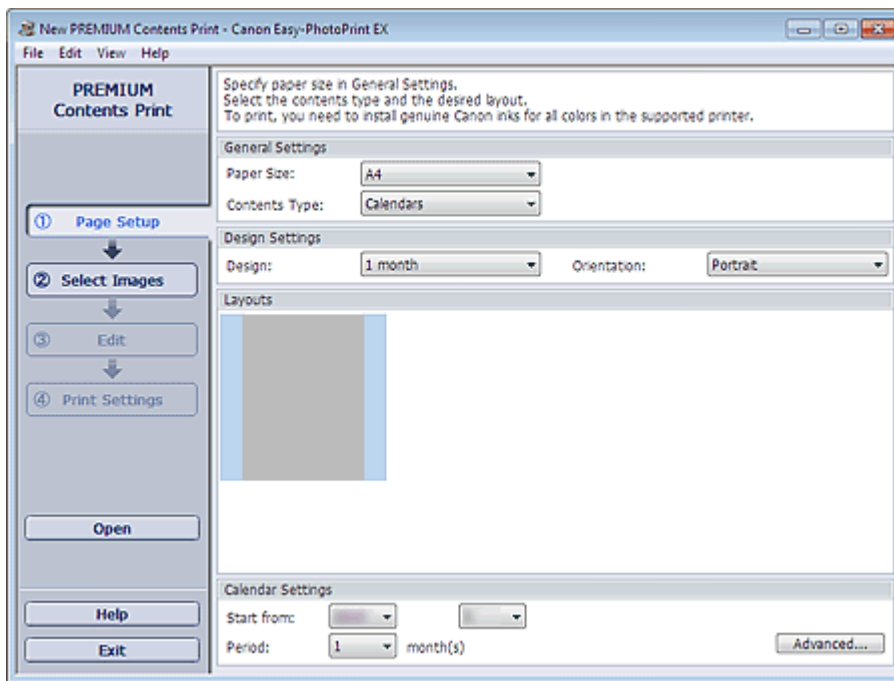 New PREMIUM Contents Print - Canon Easy-PhotoPrint EX
File Edit View Help
PREMIUM
Contents Print
① Page Setup
② Select Images
③ Edit
④ Print Settings
Open
Help
Exit
Specify paper size in General Settings.
Select the contents type and the desired layout.
To print, you need to install genuine Canon inks for all colors in the supported printer.
General Settings
Paper Size: A4
Contents Type: Calendars
Design Settings
Design: 1 month Orientation: Portrait
Layouts
Calendar Settings
Start from:
Period: 1 month(s) Advanced...